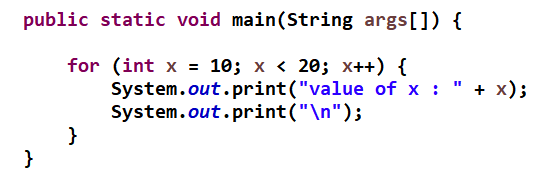 public static void main(String args[]) {
for (int x = 10; x < 20; x++) {
System.out.print("value of x : " + x);
System.out.print("\n");
}
}